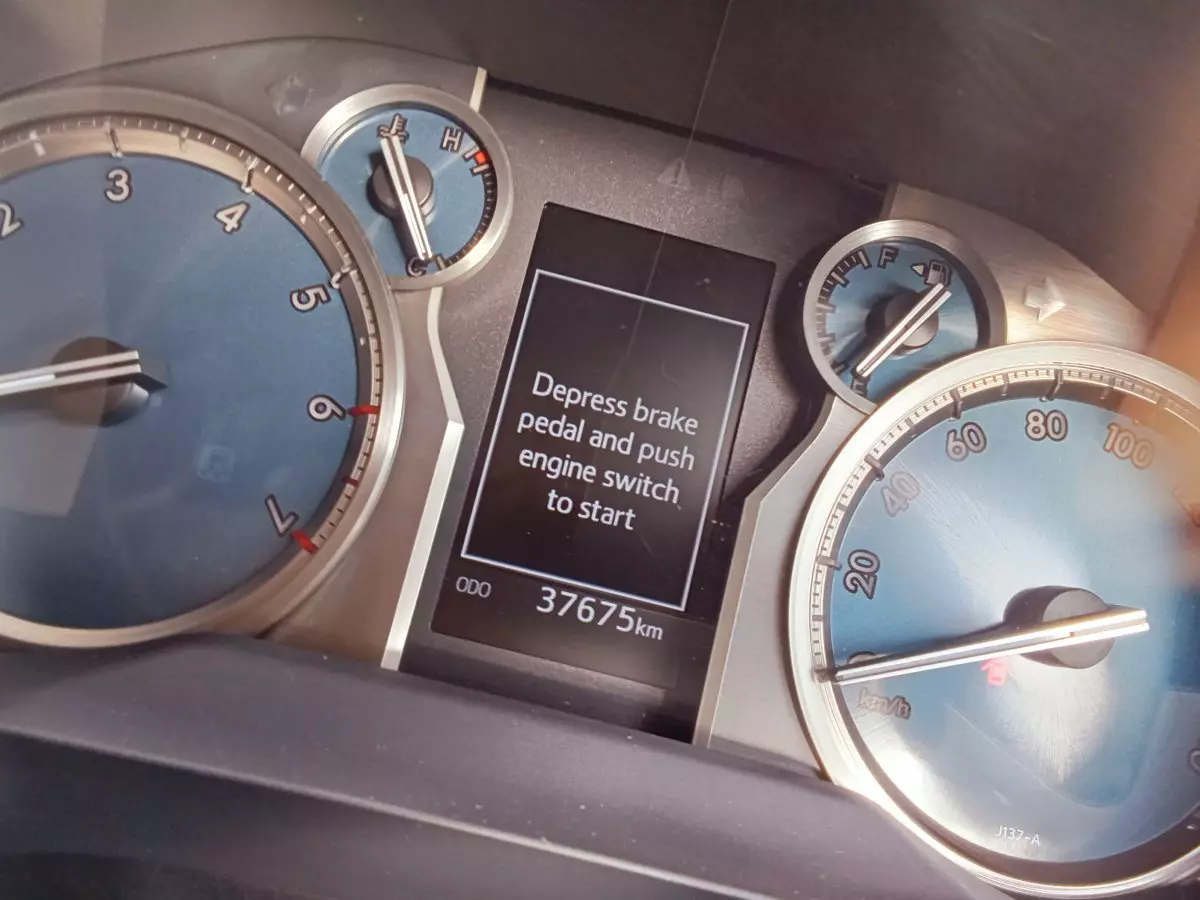 2
3
4
5
6
7
C
H
Depress brake
pedal and push
engine switch
to start
ODO 37675km
F
20
40
60
80
100
km/h
J137-A